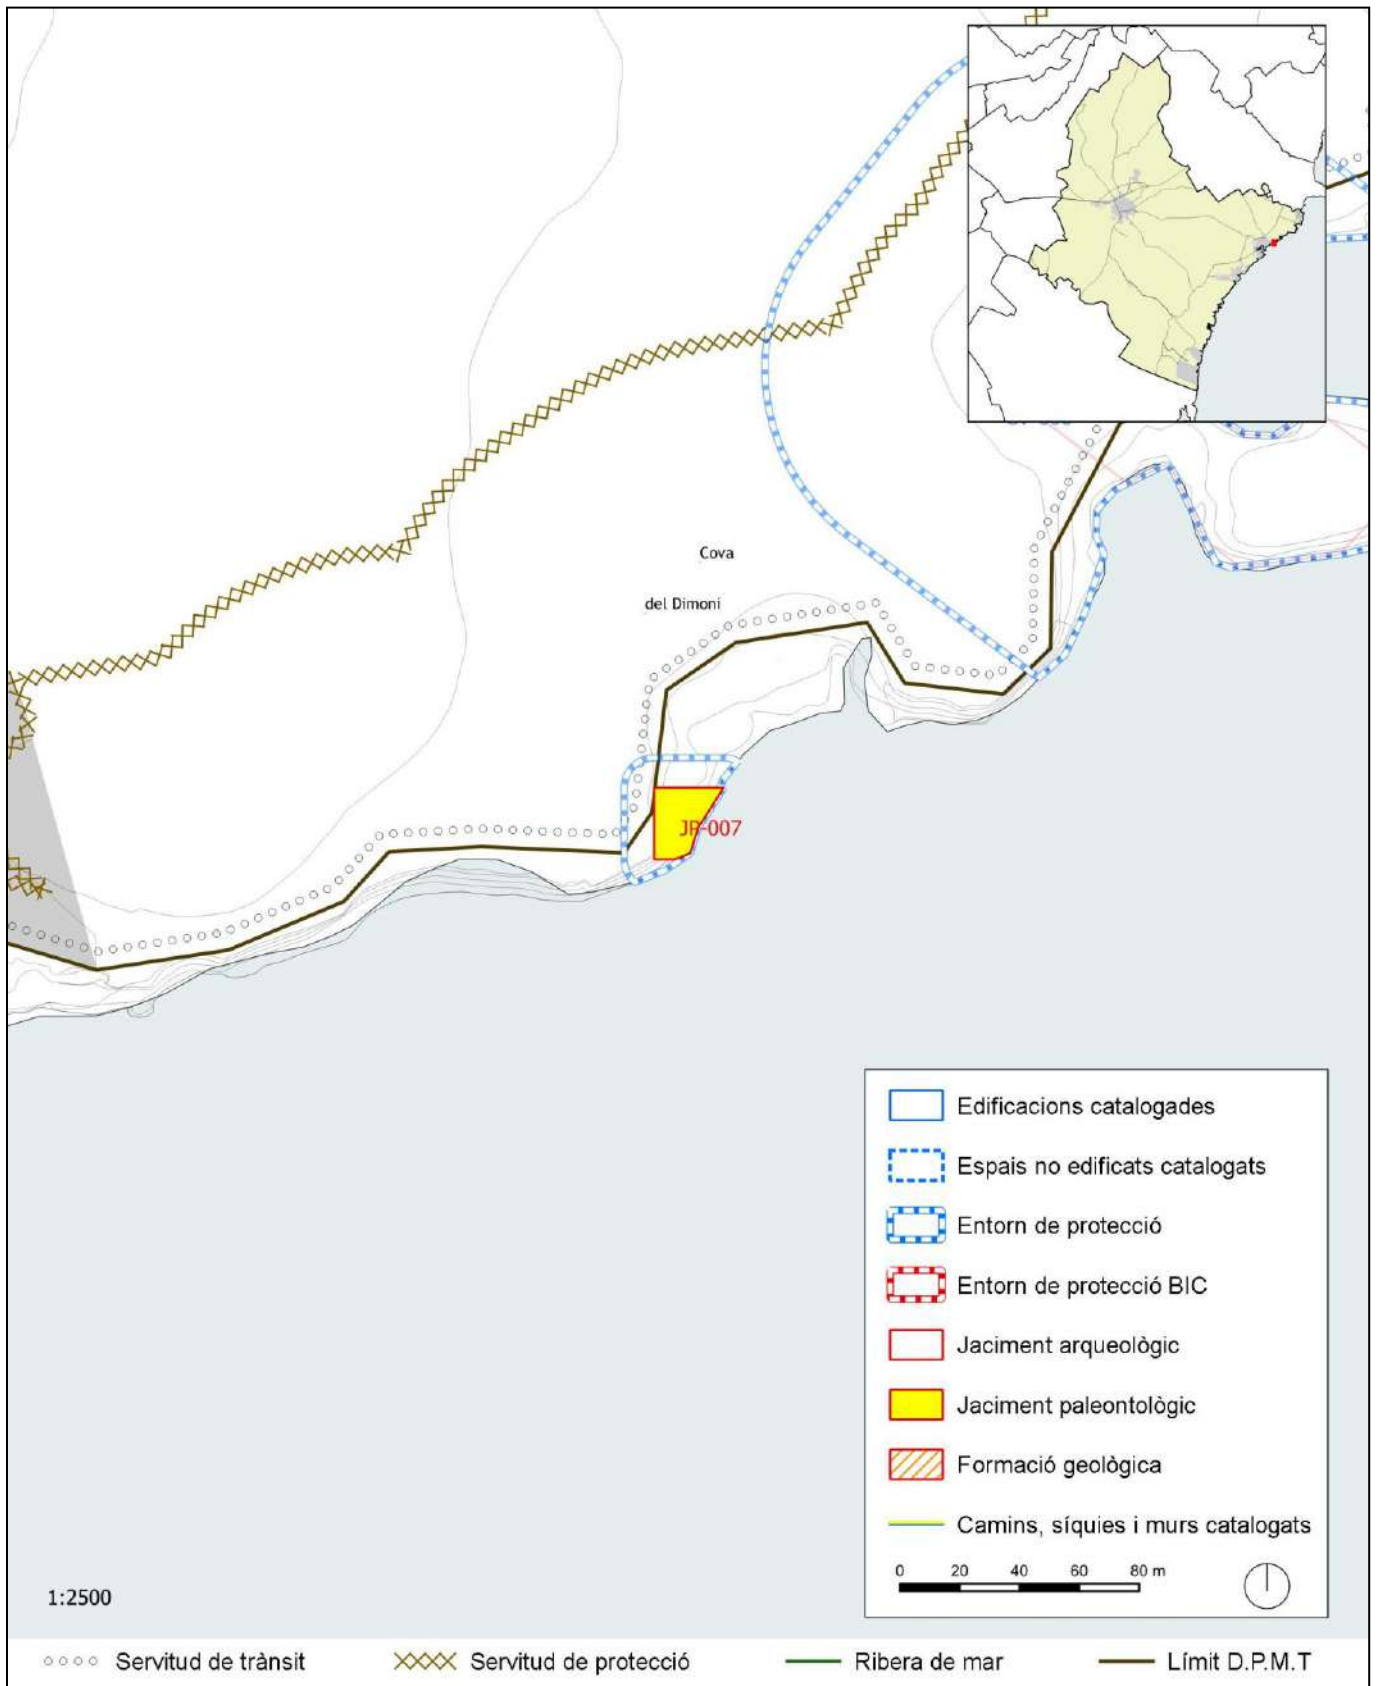 Cova
del Dimoni
JP-007
Edificacions catalogades
Espais no edificats catalogats
Entorn de protecció
Entorn de protecció BIC
Jaciment arqueològic
Jaciment paleontològic
Formació geològica
Camins, síquies i murs catalogats
0 20 40 60 80 m
1:2500
Servitud de trànsit Servitud de protecció Ribera de mar Límit D.P.M.T